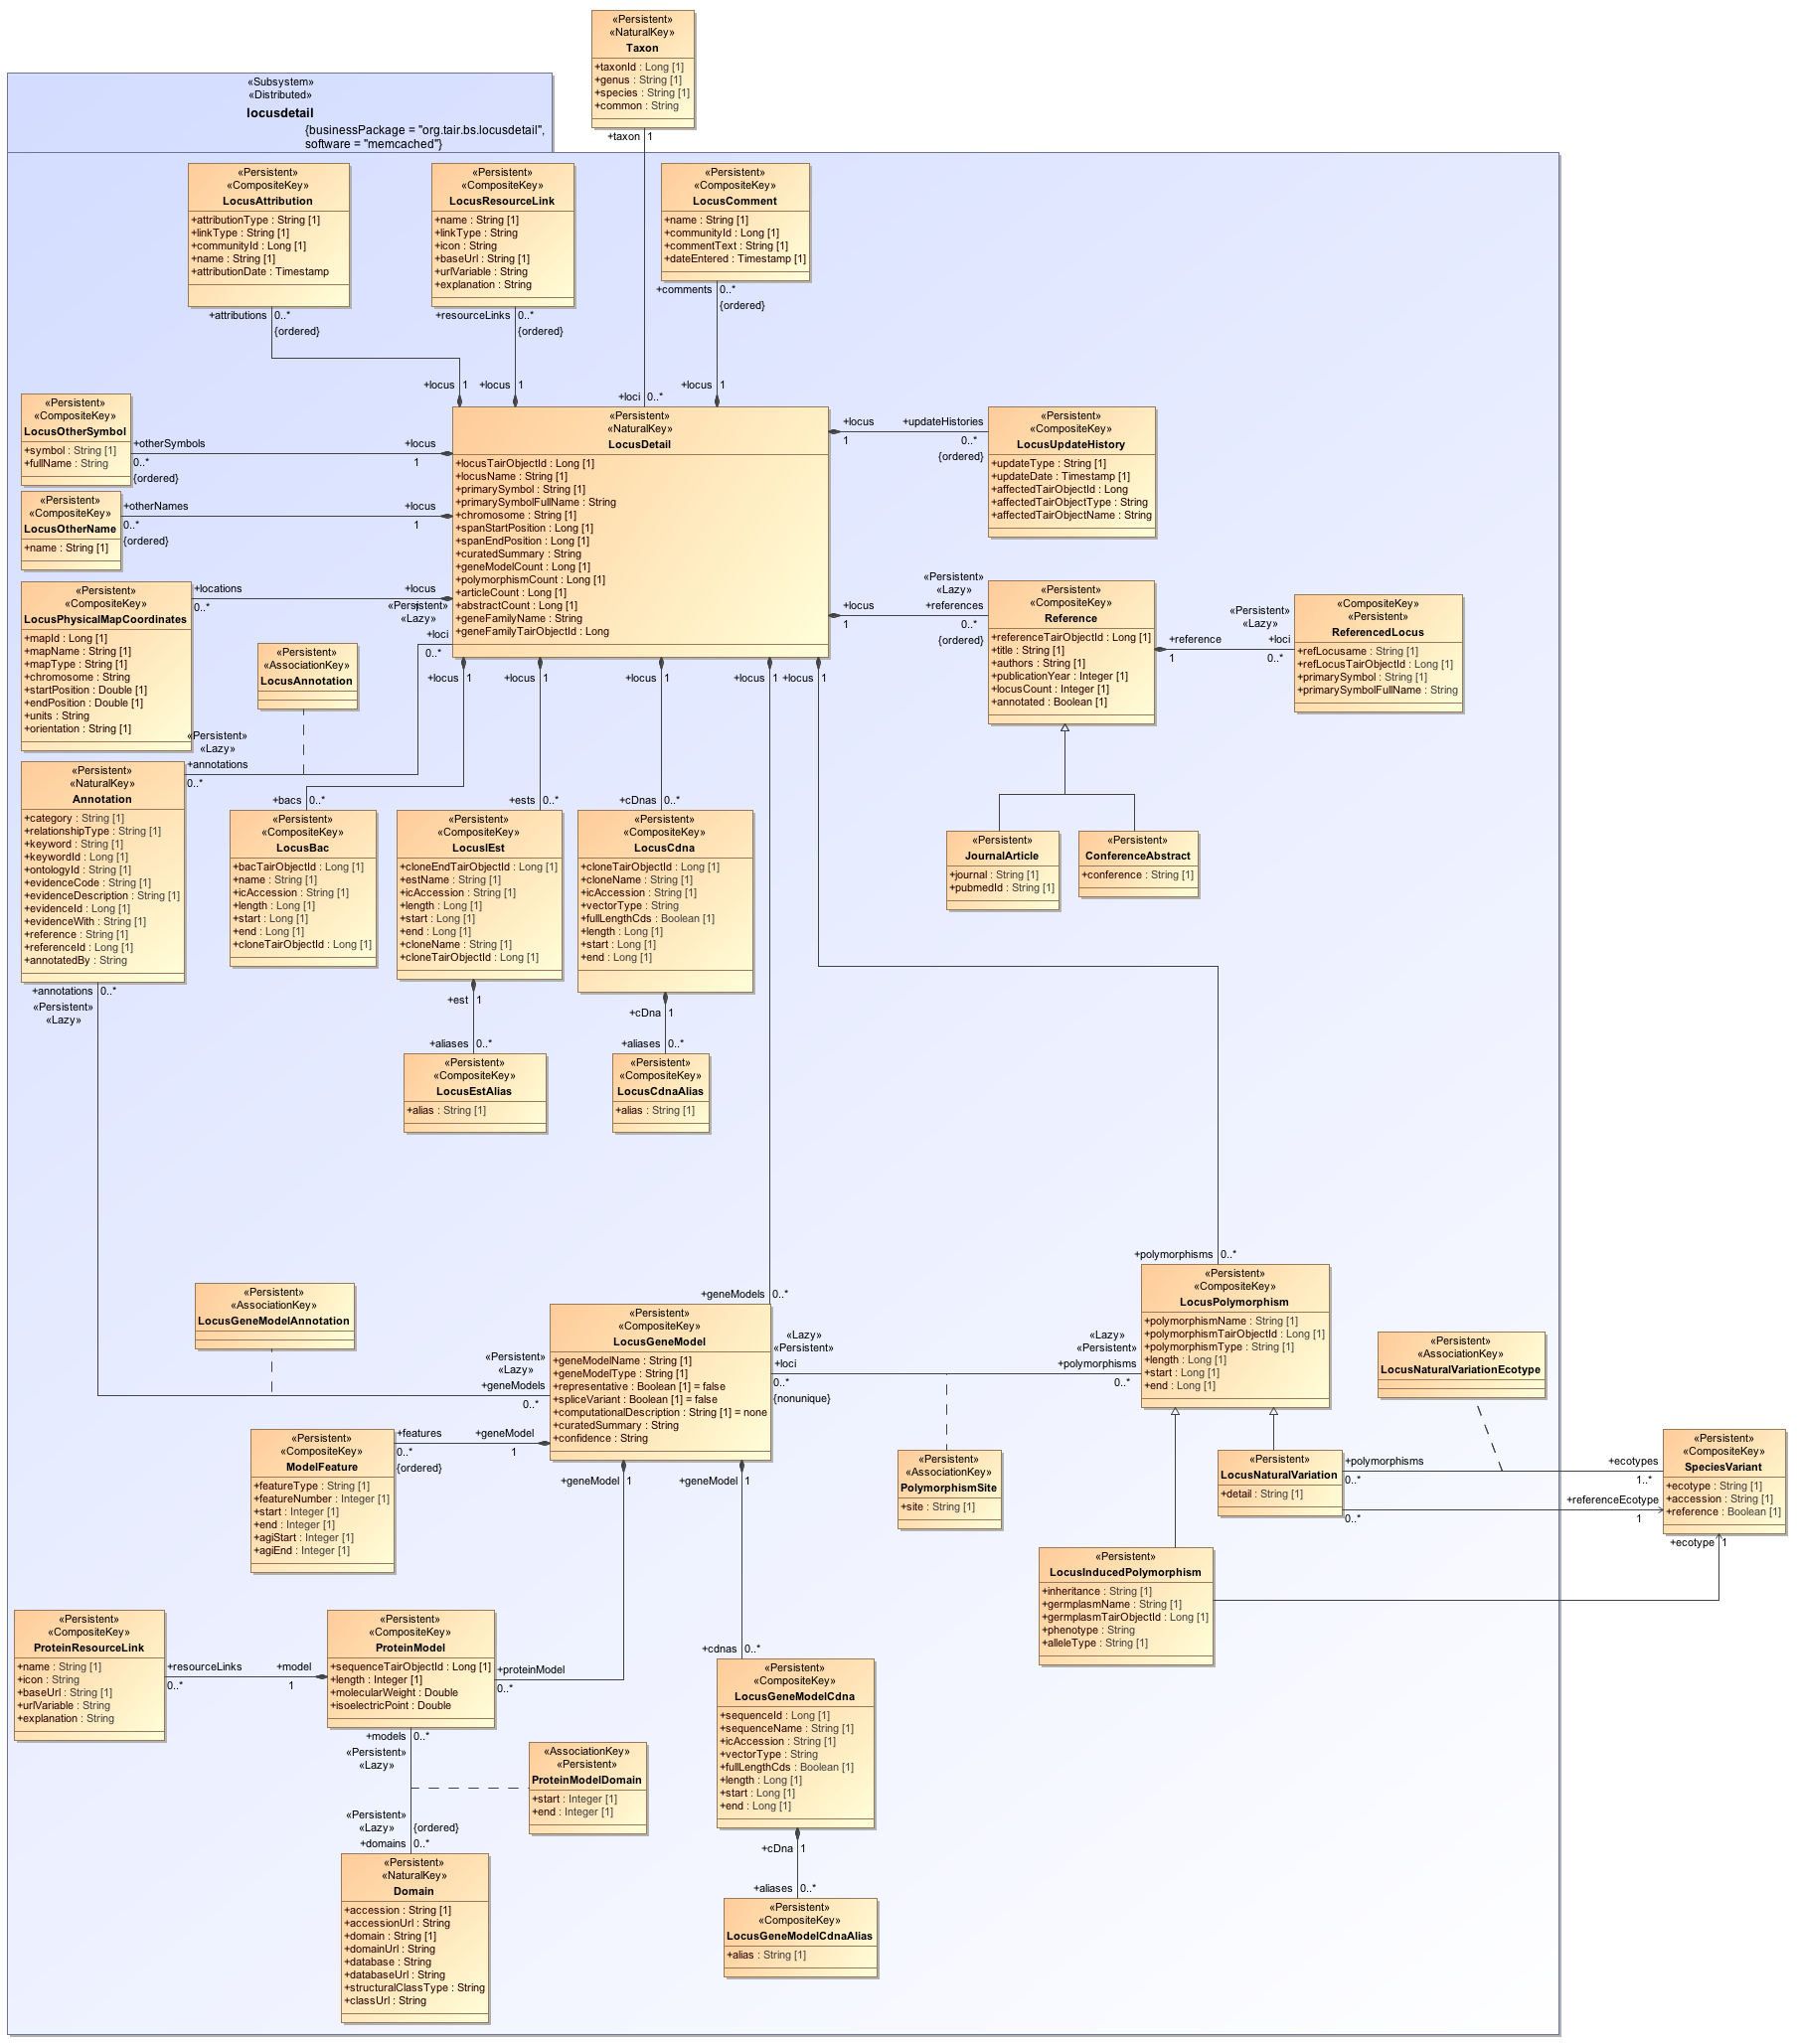 «Persistent»
«NaturalKey»
Taxon
+taxonId : Long [1]
+genus : String [1]
+species : String [1]
+common : String
+taxon 1
«Subsystem»
«Distributed»
locusdetail
{businessPackage = "org.tair.bs.locusdetail",
software = "memcached"}
«Persistent»
«CompositeKey»
LocusAttribution
+attributionType : String [1]
+linkType : String [1]
+communityId : Long [1]
+name : String [1]
+attributionDate : Timestamp
+attributions 0..*
{ordered}
+locus 1
«Persistent»
«CompositeKey»
LocusResourceLink
+name : String [1]
+linkType : String
+icon : String
+baseUrl : String [1]
+urlVariable : String
+explanation : String
+resourceLinks 0..*
{ordered}
+locus 1
«Persistent»
«CompositeKey»
LocusComment
+name : String [1]
+communityId : Long [1]
+commentText : String [1]
+dateEntered : Timestamp [1]
+comments 0..*
{ordered}
+loci 0..*
+locus 1
«Persistent»
«CompositeKey»
LocusOtherSymbol
+symbol : String [1]
+fullName : String
+otherSymbols
0..*
{ordered}
+locus
1
«Persistent»
«CompositeKey»
LocusOtherName
+name : String [1]
+otherNames
0..*
{ordered}
+locus
1
«Persistent»
«NaturalKey»
LocusDetail
+locusTairObjectId : Long [1]
+locusName : String [1]
+primarySymbol : String [1]
+primarySymbolFullName : String
+chromosome : String [1]
+spanStartPosition : Long [1]
+spanEndPosition : Long [1]
+curatedSummary : String
+geneModelCount : Long [1]
+polymorphismCount : Long [1]
+articleCount : Long [1]
+abstractCount : Long [1]
+geneFamilyName : String
+geneFamilyTairObjectId : Long
+locus +updateHistories
1 0..*
{ordered}
«Persistent»
«CompositeKey»
LocusUpdateHistory
+updateType : String [1]
+updateDate : Timestamp [1]
+affectedTairObjectId : Long
+affectedTairObjectType : String
+affectedTairObjectName : String
«Persistent»
«Lazy»
+locus +references
1 0..*
{ordered}
«Persistent»
«CompositeKey»
Reference
+referenceTairObjectId : Long [1]
+title : String [1]
+authors : String [1]
+publicationYear : Integer [1]
+locusCount : Integer [1]
+annotated : Boolean [1]
«Persistent»
«Lazy»
+reference +loci
1 0..*
«CompositeKey»
«Persistent»
ReferencedLocus
+refLocusame : String [1]
+refLocusTairObjectId : Long [1]
+primarySymbol : String [1]
+primarySymbolFullName : String
«Persistent»
«CompositeKey»
LocusPhysicalMapCoordinates
+mapId : Long [1]
+mapName : String [1]
+mapType : String [1]
+chromosome : String
+startPosition : Double [1]
+endPosition : Double [1]
+units : String
+orientation : String [1]
+locations
0..*
+locus
1
«Persistent»
«Lazy»
+loci
0..*
«Persistent»
«AssociationKey»
LocusAnnotation
«Persistent»
«Lazy»
+annotations
0..*
+locus 1
+locus 1
+locus 1
+locus 1
+locus 1
«Persistent»
«NaturalKey»
Annotation
+category : String [1]
+relationshipType : String [1]
+keyword : String [1]
+keywordId : Long [1]
+ontologyId : Long [1]
+evidenceCode : String [1]
+evidenceDescription : String [1]
+evidenceId : Long [1]
+evidenceWith : String [1]
+reference : String [1]
+referenceId : Long [1]
+annotatedBy : String
+annotations 0..*
«Persistent»
«Lazy»
+bacs 0..*
«Persistent»
«CompositeKey»
LocusBac
+bacTairObjectId : Long [1]
+name : String [1]
+icAccession : String [1]
+length : Long [1]
+start : Long [1]
+end : Long [1]
+cloneTairObjectId : Long [1]
+ests 0..*
«Persistent»
«CompositeKey»
LocuslEst
+cloneEndTairObjectId : Long [1]
+estName : String [1]
+icAccession : String [1]
+length : Long [1]
+start : Long [1]
+end : Long [1]
+cloneName : String [1]
+cloneTairObjectId : Long [1]
+est 1
+aliases 0..*
«Persistent»
«CompositeKey»
LocusEstAlias
+alias : String [1]
+cDnas 0..*
«Persistent»
«CompositeKey»
LocusCdna
+cloneTairObjectId : Long [1]
+cloneName : String [1]
+icAccession : String [1]
+vectorType : String
+fullLengthCds : Boolean [1]
+length : Long [1]
+start : Long [1]
+end : Long [1]
+cDna 1
+aliases 0..*
«Persistent»
«CompositeKey»
LocusCdnaAlias
+alias : String [1]
«Persistent»
JournalArticle
+journal : String [1]
+pubmedId : String [1]
«Persistent»
ConferenceAbstract
+conference : String [1]
+polymorphisms 0..*
«Persistent»
«CompositeKey»
LocusPolymorphism
+polymorphismName : String [1]
+polymorphismTairObjectId : Long [1]
+polymorphismType : String [1]
+length : Long [1]
+start : Long [1]
+end : Long [1]
«Persistent»
«AssociationKey»
LocusGeneModelAnnotation
«Persistent»
«Lazy»
+geneModels
0..*
+geneModels 0..*
«Persistent»
«CompositeKey»
LocusGeneModel
+geneModelName : String [1]
+geneModelType : String [1]
+representative : Boolean [1] = false
+spliceVariant : Boolean [1] = false
+computationalDescription : String [1] = none
+curatedSummary : String
+confidence : String
«Lazy»
«Persistent»
+loci
0..*
{nonunique}
«Lazy»
«Persistent»
+polymorphisms
0..*
«Persistent»
«AssociationKey»
PolymorphismSite
+site : String [1]
«Persistent»
«AssociationKey»
LocusNaturalVariationEcotype
«Persistent»
LocusNaturalVariation
+detail : String [1]
+polymorphisms +ecotypes
0..* 1..*
+referenceEcotype
0..* 1
«Persistent»
«CompositeKey»
SpeciesVariant
+ecotype : String [1]
+accession : String [1]
+reference : Boolean [1]
+ecotype 1
«Persistent»
LocusInducedPolymorphism
+inheritance : String [1]
+germplasmName : String [1]
+germplasmTairObjectId : Long [1]
+phenotype : String
+alleleType : String [1]
«Persistent»
«CompositeKey»
ModelFeature
+featureType : String [1]
+featureNumber : Integer [1]
+start : Integer [1]
+end : Integer [1]
+agiStart : Integer [1]
+agiEnd : Integer [1]
+features +geneModel
0..* 1
{ordered}
+geneModel 1
+geneModel 1
«Persistent»
«CompositeKey»
ProteinResourceLink
+name : String [1]
+icon : String
+baseUrl : String [1]
+urlVariable : String
+explanation : String
+resourceLinks +model
0..* 1
«Persistent»
«CompositeKey»
ProteinModel
+sequenceTairObjectId : Long [1]
+length : Integer [1]
+molecularWeight : Double
+isoelectricPoint : Double
+proteinModel
0..*
+models 0..*
«Persistent»
«Lazy»
«AssociationKey»
«Persistent»
ProteinModelDomain
+start : Integer [1]
+end : Integer [1]
«Persistent»
«Lazy» {ordered}
+domains 0..*
«Persistent»
«NaturalKey»
Domain
+accession : String [1]
+accessionUrl : String
+domain : String [1]
+domainUrl : String
+database : String
+databaseUrl : String
+structuralClassType : String
+classUrl : String
+cdnas 0..*
«Persistent»
«CompositeKey»
LocusGeneModelCdna
+sequenceId : Long [1]
+sequenceName : String [1]
+icAccession : String [1]
+vectorType : String
+fullLengthCds : Boolean [1]
+length : Long [1]
+start : Long [1]
+end : Long [1]
+cDna 1
+aliases 0..*
«Persistent»
«CompositeKey»
LocusGeneModelCdnaAlias
+alias : String [1]